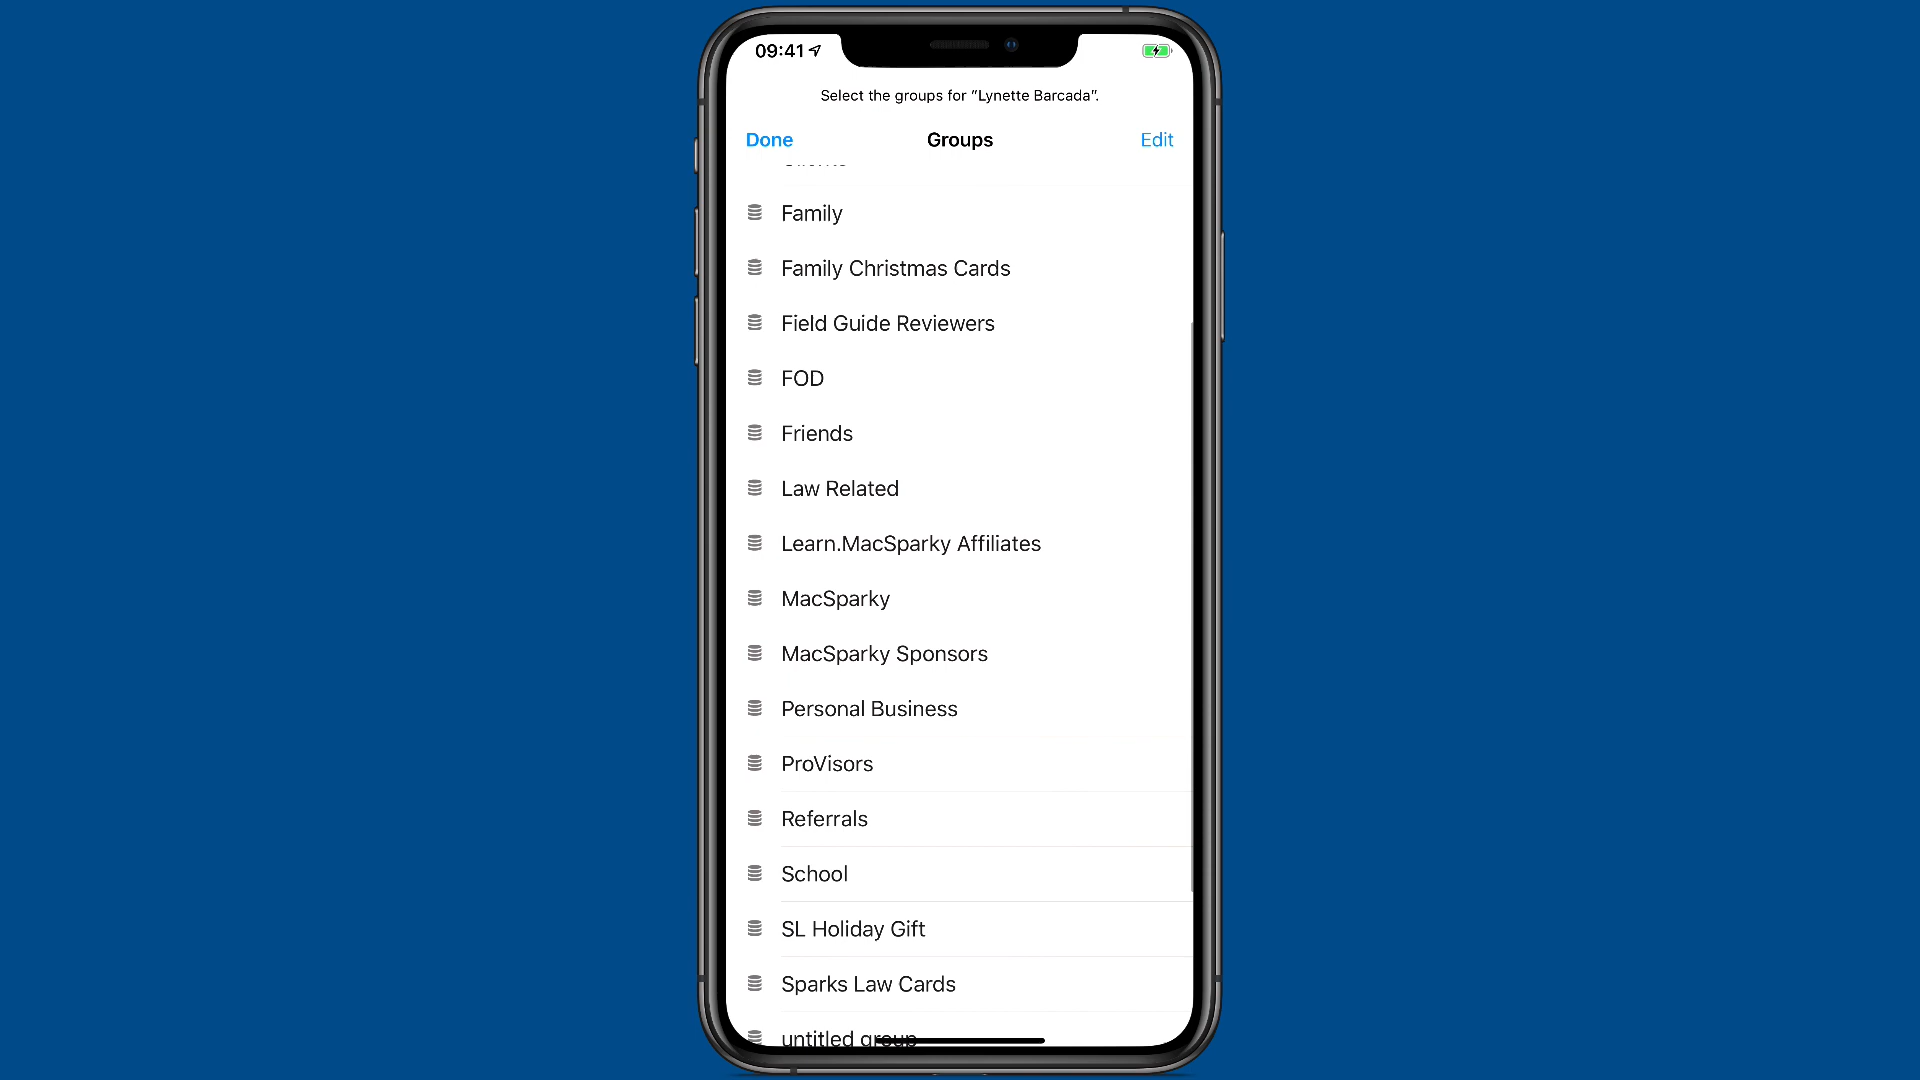 09:41
Select the groups for “Lynette Barcada”.
Done
Groups
Edit
Family
Family Christmas Cards
Field Guide Reviewers
FOD
Friends
Law Related
Learn.MacSparky Affiliates
MacSparky
MacSparky Sponsors
Personal Business
ProVisors
Referrals
School
SL Holiday Gift
Sparks Law Cards
untitled group